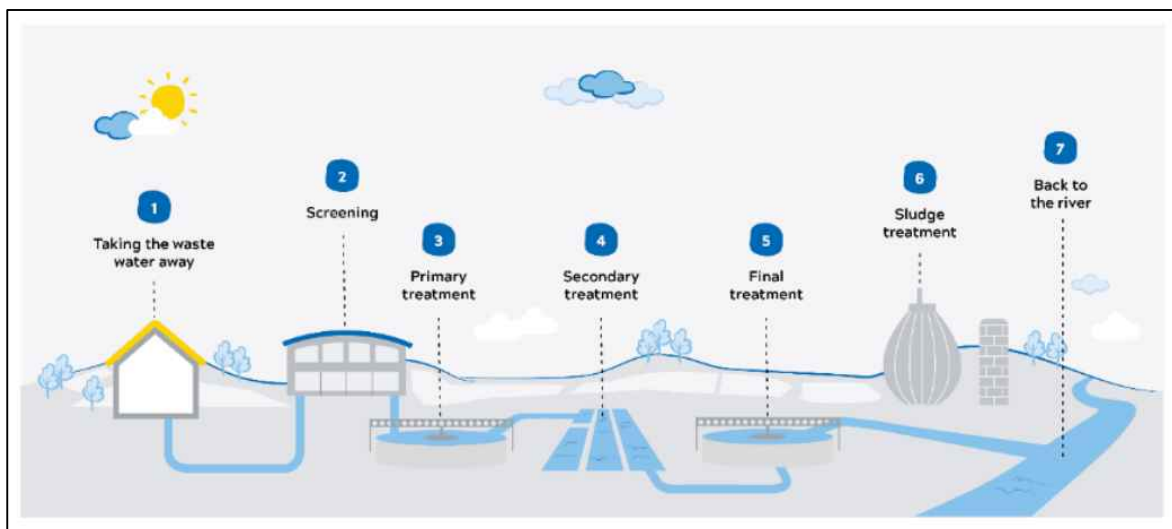 1
Taking the waste
water away
2
Screening
3
Primary
treatment
4
Secondary
treatment
5
Final
treatment
6
Sludge
treatment
7
Back to
the river